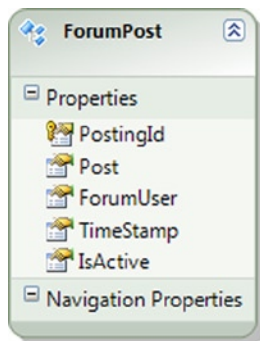 ForumPost
Properties
PostingId
Post
ForumUser
TimeStamp
IsActive
Navigation Properties